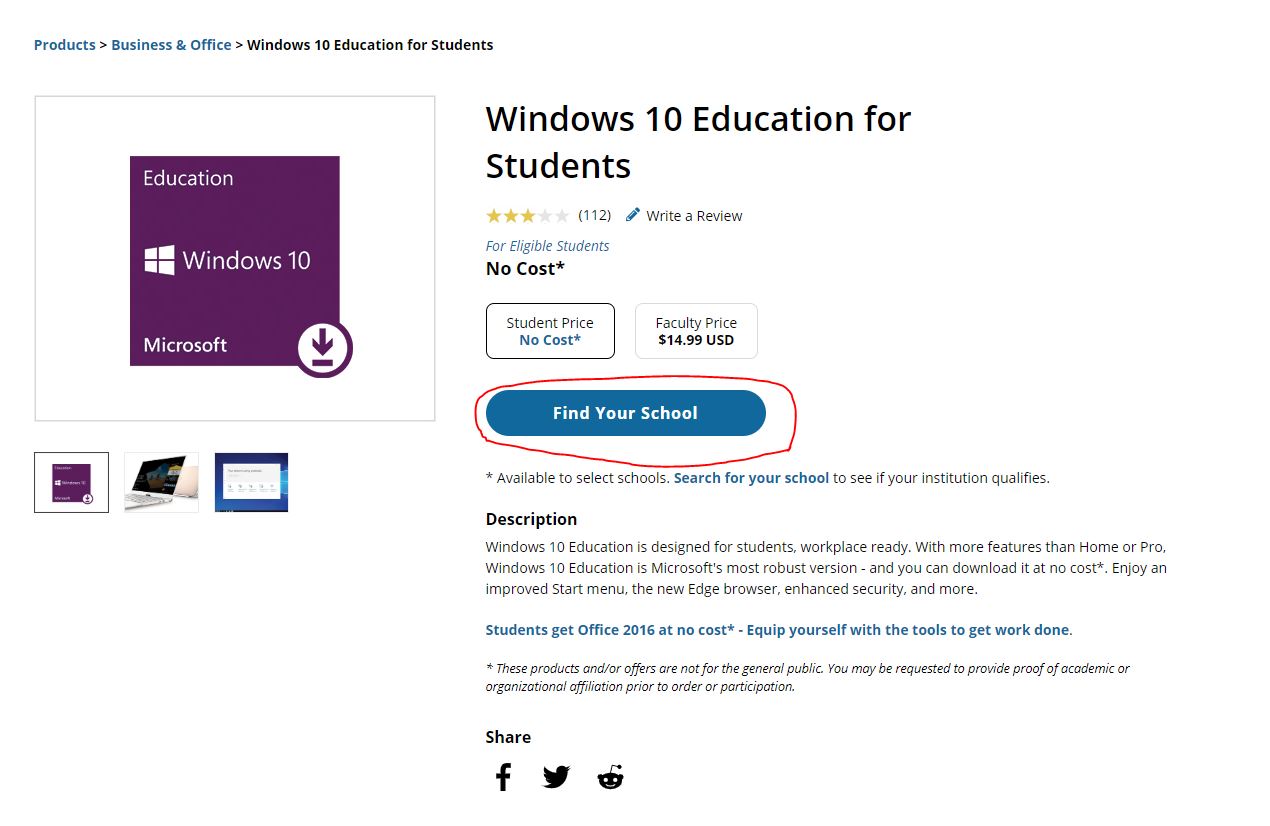 Products > Business & Office > Windows 10 Education for Students
Education
Windows 10
Microsoft
Windows 10 Education for
Students
(112) Write a Review
For Eligible Students
No Cost*
Student Price
No Cost*
Faculty Price
$14.99 USD
Find Your School
* Available to select schools. Search for your school to see if your institution qualifies.
Description
Windows 10 Education is designed for students, workplace ready. With more features than Home or Pro,
Windows 10 Education is Microsoft's most robust version - and you can download it at no cost*. Enjoy an
improved Start menu, the new Edge browser, enhanced security, and more.
Students get Office 2016 at no cost* - Equip yourself with the tools to get work done.
* These products and/or offers are not for the general public. You may be requested to provide proof of academic or
organizational affiliation prior to order or participation.
Share
Education
Windows 10